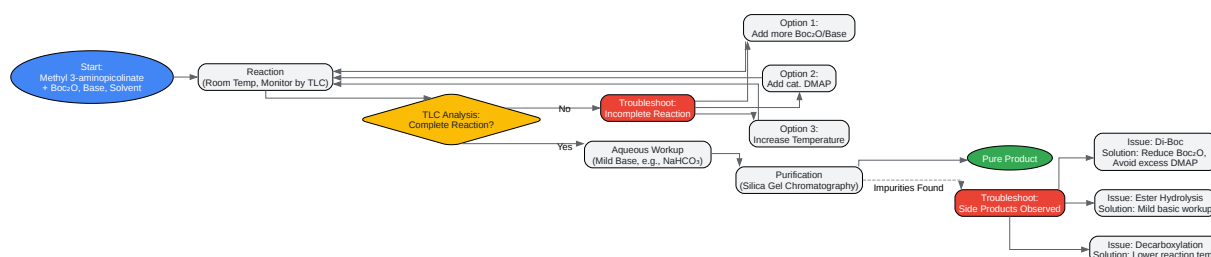 Start:
Methyl 3-aminopicolinate
+ Boc₂O, Base, Solvent
Reaction
(Room Temp, Monitor by TLC)
TLC Analysis:
Complete Reaction?
No
Yes
Troubleshoot:
Incomplete Reaction
Option 1:
Add more Boc₂O/Base
Option 2:
Add cat. DMAP
Option 3:
Increase Temperature
Aqueous Workup
(Mild Base, e.g., NaHCO₃)
Purification
(Silica Gel Chromatography)
Impurities Found
Pure Product
Troubleshoot:
Side Products Observed
Issue: Di-Boc
Solution: Reduce Boc₂O,
Avoid excess DMAP
Issue: Ester Hydrolysis
Solution: Mild basic workup
Issue: Decarboxylation
Solution: Lower reaction